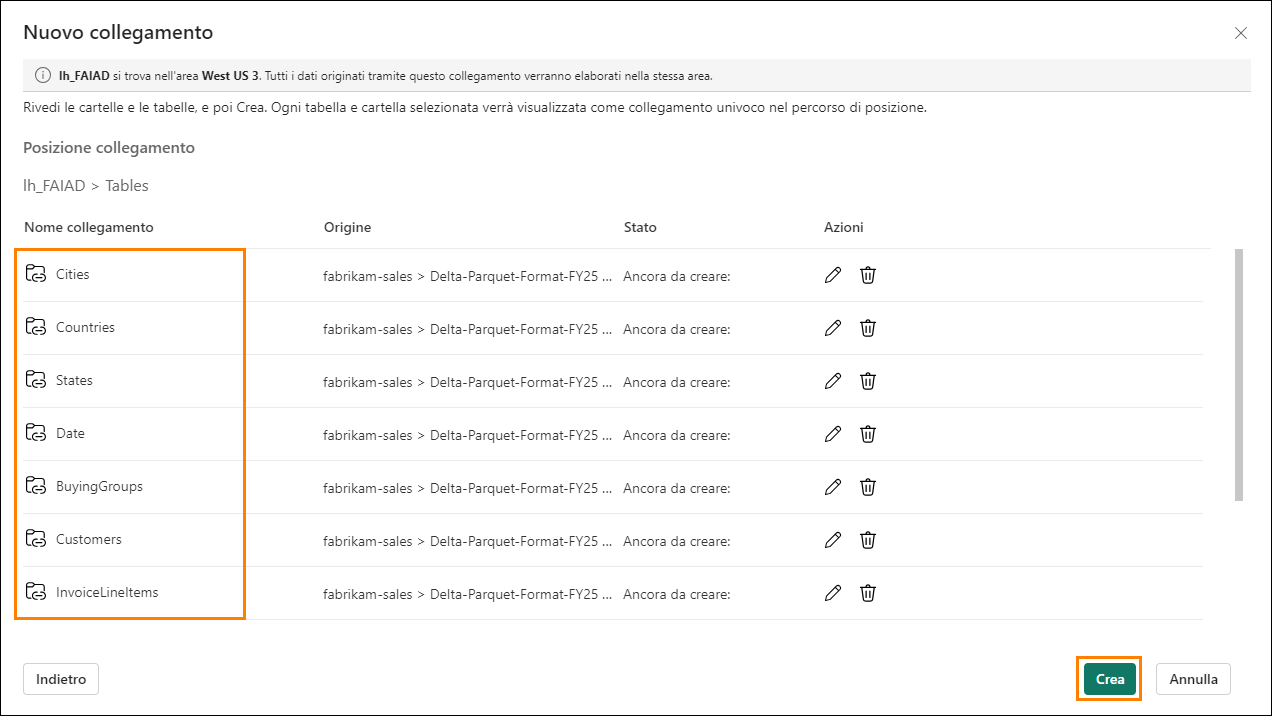 Nuovo collegamento
lh_FAIAD si trova nell'area West US 3. Tutti i dati originati tramite questo collegamento verranno elaborati nella stessa area.
Rivedi le cartelle e le tabelle, e poi Crea. Ogni tabella e cartella selezionata verrà visualizzata come collegamento univoco nel percorso di posizione.
Posizione collegamento
lh_FAIAD > Tables
Nome collegamento Origine Stato Azioni
Cities fabrikam-sales > Delta-Parquet-Format-FY25 ... Ancora da creare:
Countries fabrikam-sales > Delta-Parquet-Format-FY25 ... Ancora da creare:
States fabrikam-sales > Delta-Parquet-Format-FY25 ... Ancora da creare:
Date fabrikam-sales > Delta-Parquet-Format-FY25 ... Ancora da creare:
BuyingGroups fabrikam-sales > Delta-Parquet-Format-FY25 ... Ancora da creare:
Customers fabrikam-sales > Delta-Parquet-Format-FY25 ... Ancora da creare:
InvoiceLineItems fabrikam-sales > Delta-Parquet-Format-FY25 ... Ancora da creare:
Indietro Crea Annulla